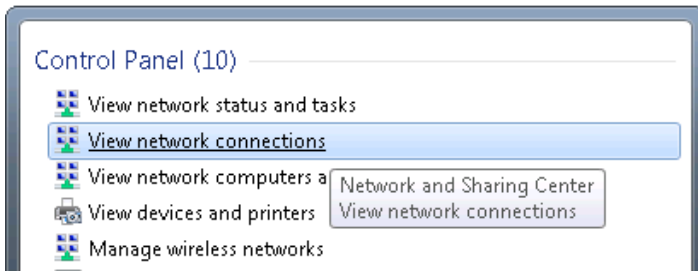 Control Panel (10)
View network status and tasks
View network connections
View network computers a
Network and Sharing Center
View network connections
View devices and printers
Manage wireless networks